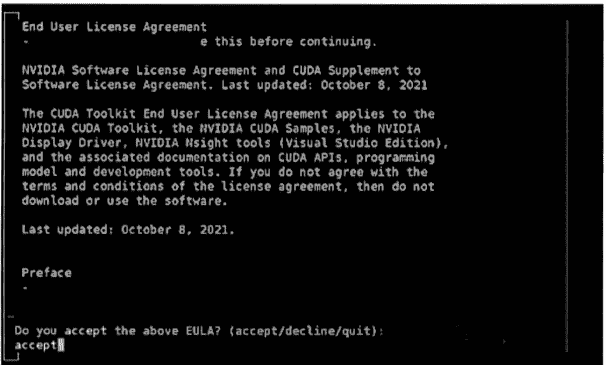 End User License Agreement
-
e this before continuing.
NVIDIA Software License Agreement and CUDA Supplement to
Software License Agreement. Last updated: October 8, 2021
The CUDA Toolkit End User License Agreement applies to the
NVIDIA CUDA Toolkit, the NVIDIA CUDA Samples, the NVIDIA
Display Driver, NVIDIA Nsight tools (Visual Studio Edition),
and the associated documentation on CUDA APIs, programming
model and development tools. If you do not agree with the
terms and conditions of the license agreement, then do not
download or use the software.
Last updated: October 8, 2021.
Preface
-
Do you accept the above EULA? (accept/decline/quit):
accept